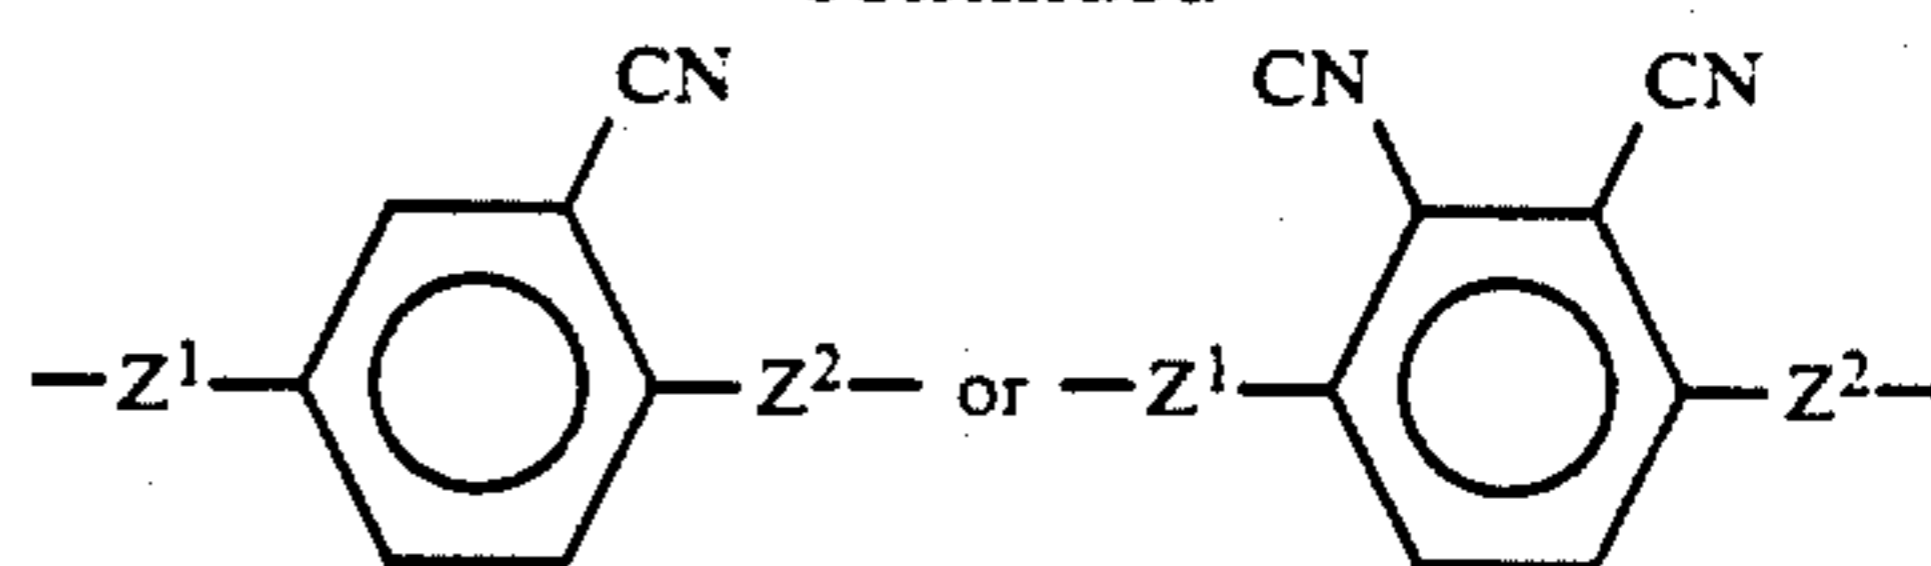 CN CN CN
—Z¹— —Z²— or —Z¹— —Z²—